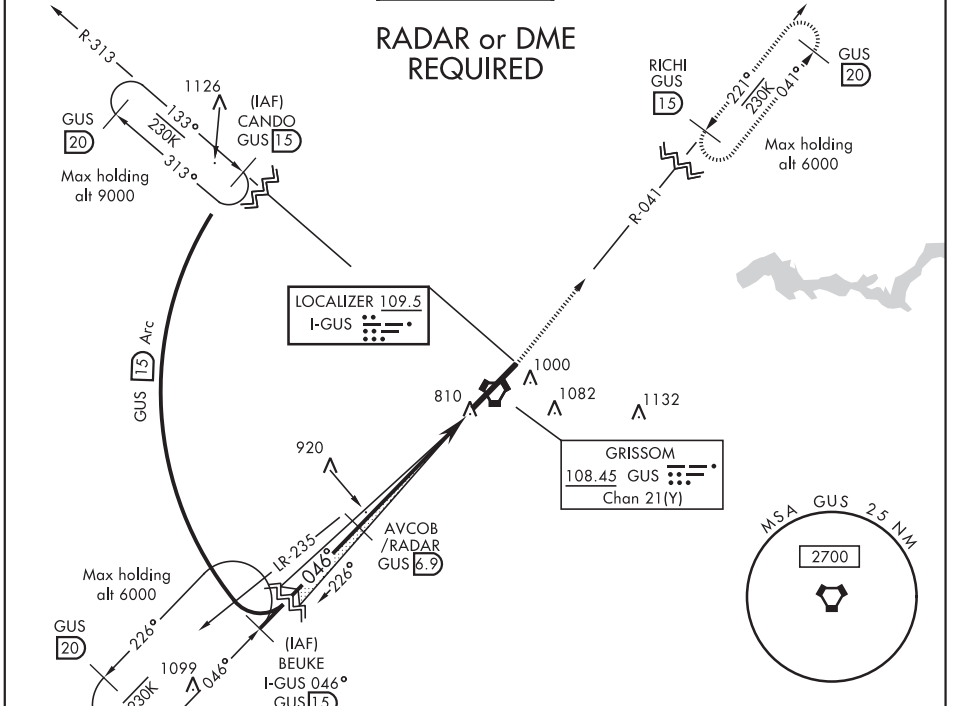 RADAR or DME
REQUIRED
R-313
1126
(IAF)
CANDO
GUS 15
GUS
20
133°
230K
313°
Max holding
alt 9000
RICHI
GUS
15
221°
230K
041°
GUS
20
Max holding
alt 6000
R-041
LOCALIZER 109.5
I-GUS
GUS 15 Arc
810
1000
1082
1132
GRISSOM
108.45 GUS
Chan 21(Y)
920
AVCOB
/RADAR
GUS 6.9
LR-235
046°
226°
MSA GUS 25 NM
2700
Max holding
alt 6000
GUS
20
226°
1099
230K
046°
(IAF)
BEUKE
I-GUS 046°
GUS 15